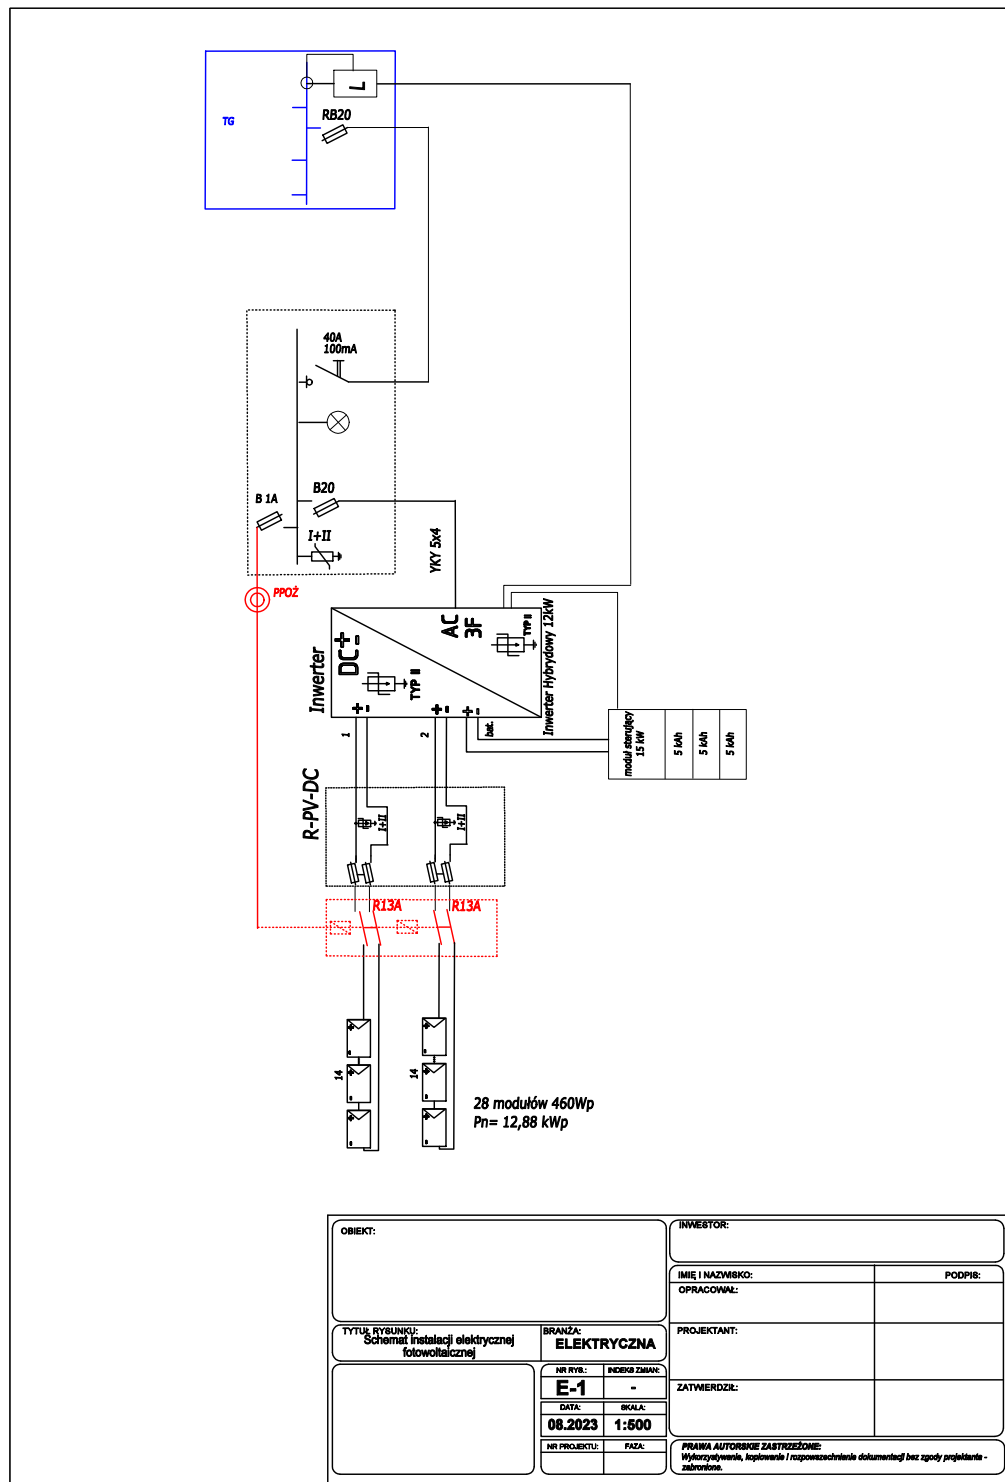 L
TG
RB20
40A
100mA
B 1A
B20
I+II
YKY 5x4
PPOŻ
Inwerter
DC
AC
3F
TYP II
TYP II
Inwerter Hybrydowy 12kW
1
2
bat.
moduł sterujący
15 kW
5 kAh
5 kAh
5 kAh
R-PV-DC
I+II
I+II
R13A
R13A
14
14
28 modułów 460Wp
Pn= 12,88 kWp
OBIEKT:
INWESTOR:
IMIĘ I NAZWISKO:
PODPIS:
OPRACOWAŁ:
TYTUŁ RYSUNKU:
Schemat instalacji elektrycznej
fotowoltaicznej
BRANŻA:
ELEKTRYCZNA
PROJEKTANT:
NR RYS.:
INDEKS ZMIAN:
E-1
-
ZATWIERDZIŁ:
DATA:
SKALA:
08.2023
1:500
NR PROJEKTU:
FAZA:
PRAWA AUTORSKIE ZASTRZEŻONE:
Wykorzystywanie, kopiowanie i rozpowszechnianie dokumentacji bez zgody projektanta -
zabronione.